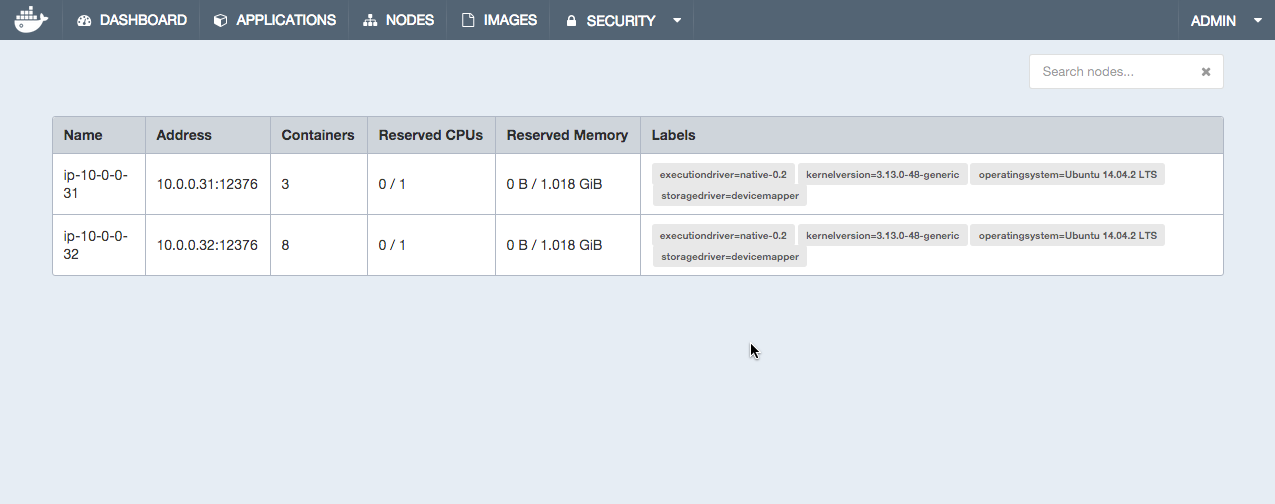 DASHBOARD APPLICATIONS NODES IMAGES SECURITY ADMIN
Search nodes...
Name Address Containers Reserved CPUs Reserved Memory Labels
ip-10-0-0-
31
10.0.0.31:12376 3 0 / 1 0 B / 1.018 GiB
executiondriver=native-0.2 kernelversion=3.13.0-48-generic operatingsystem=Ubuntu 14.04.2 LTS
storagedriver=devicemapper
ip-10-0-0-
32
10.0.0.32:12376 8 0 / 1 0 B / 1.018 GiB
executiondriver=native-0.2 kernelversion=3.13.0-48-generic operatingsystem=Ubuntu 14.04.2 LTS
storagedriver=devicemapper